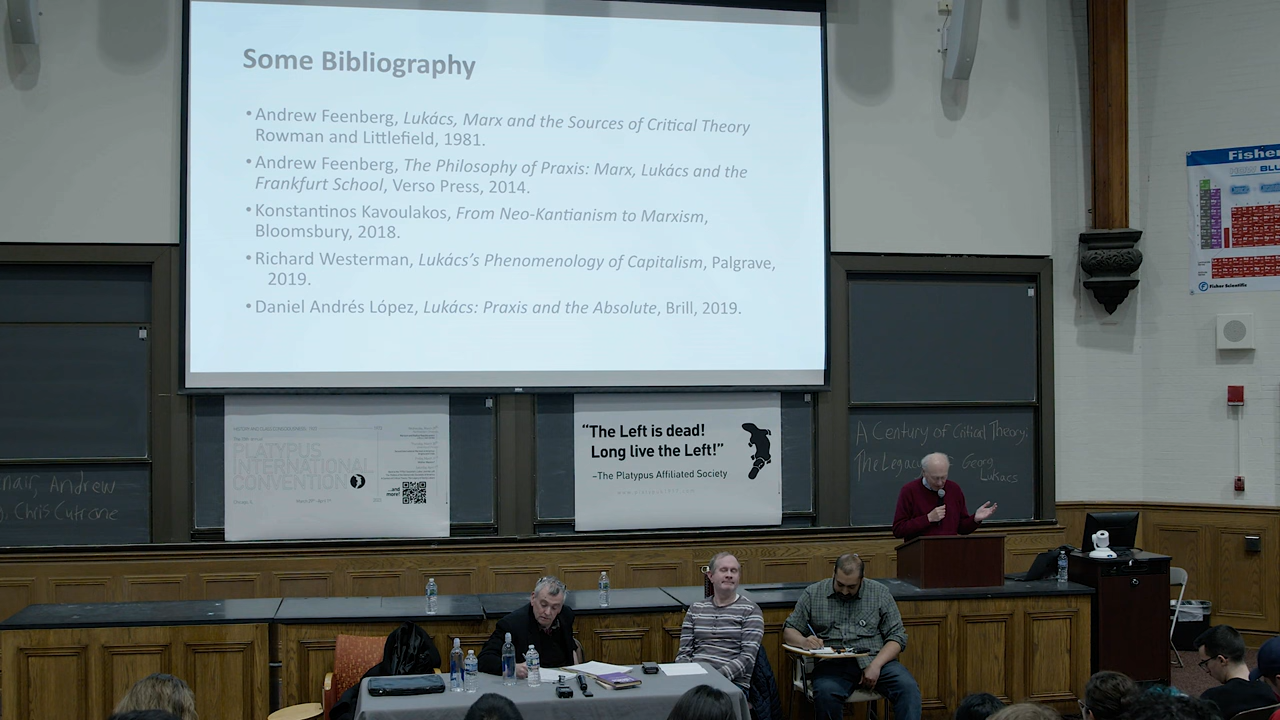 Some Bibliography
• Andrew Feenberg, Lukács, Marx and the Sources of Critical Theory
Rowman and Littlefield, 1981.
• Andrew Feenberg, The Philosophy of Praxis: Marx, Lukács and the
Frankfurt School, Verso Press, 2014.
• Konstantinos Kavoulakos, From Neo-Kantianism to Marxism,
Bloomsbury, 2018.
• Richard Westerman, Lukács's Phenomenology of Capitalism, Palgrave,
2019.
• Daniel Andrés López, Lukács: Praxis and the Absolute, Brill, 2019.
PLATYPUS
INTERNATIONAL
CONVENTION
and
more!
"The Left is dead!
Long live the Left!"
–The Platypus Affiliated Society
A Century of Critical Theory:
The Legacy of Georg
Lukacs
Andrew
Chris Cutrone
Fisher
Fisher Scientific